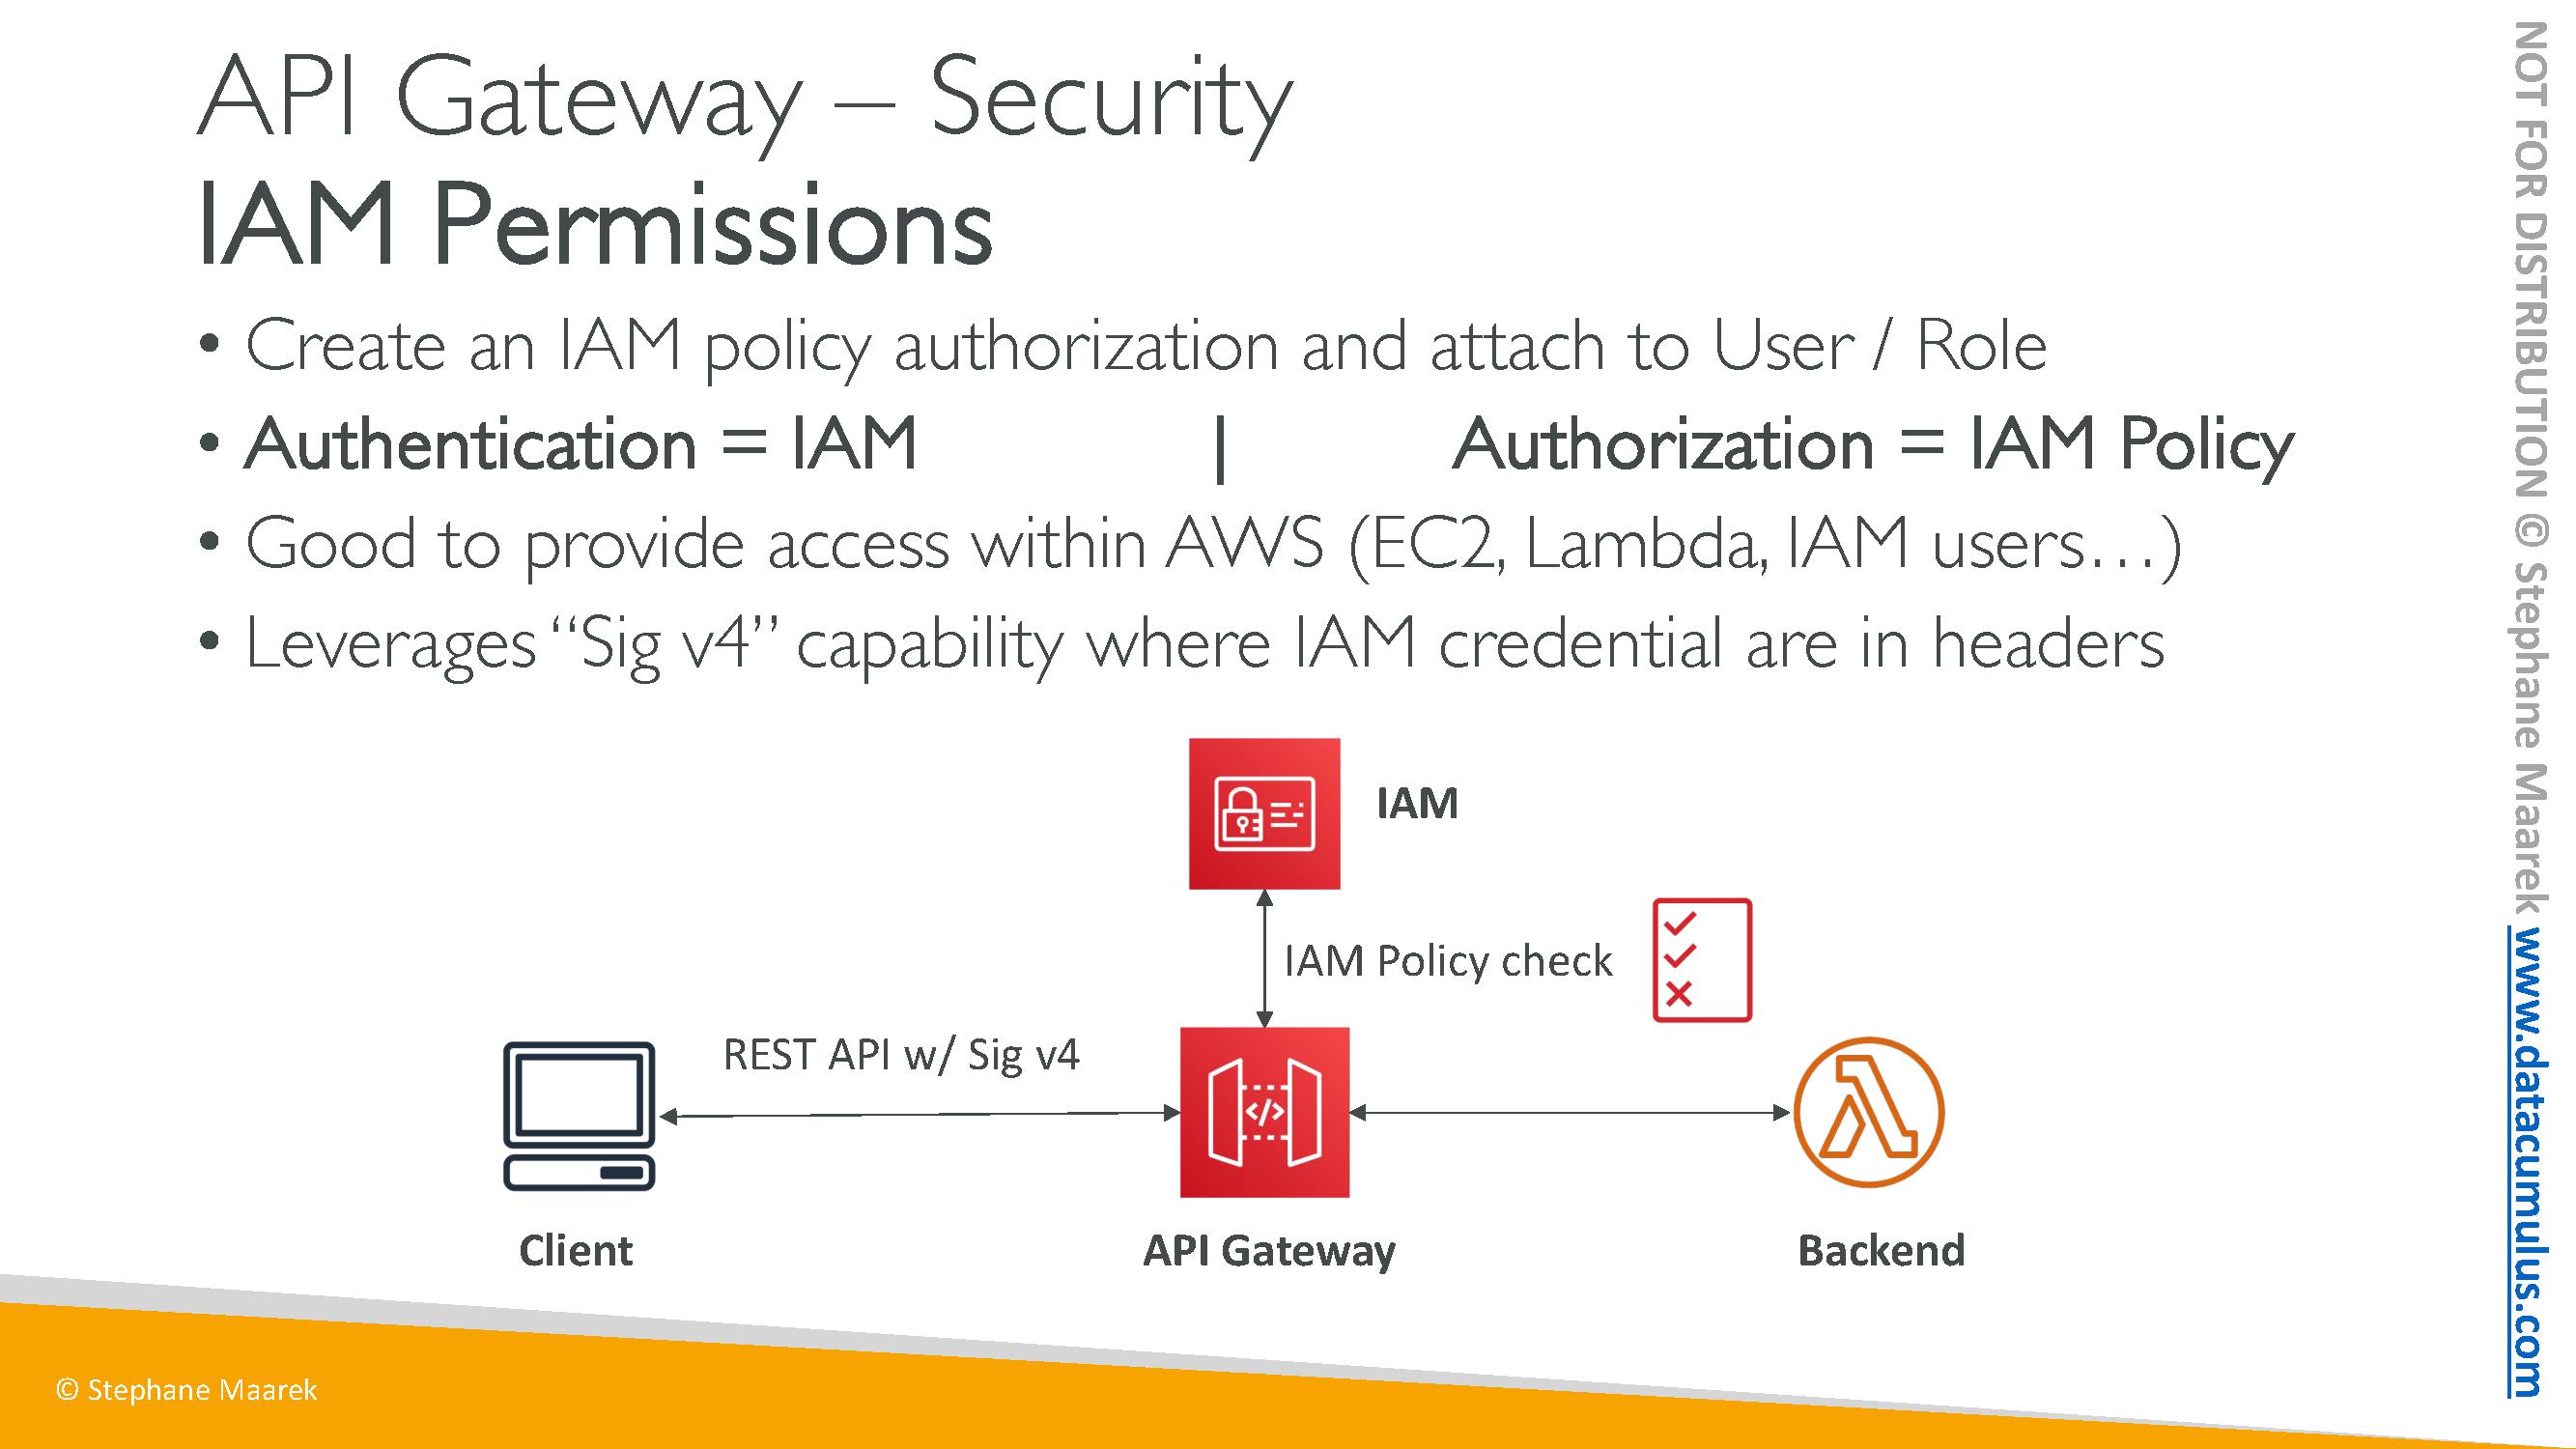 API Gateway – Security
IAM Permissions
• Create an IAM policy authorization and attach to User / Role
• Authentication = IAM | Authorization = IAM Policy
• Good to provide access within AWS (EC2, Lambda, IAM users…)
• Leverages “Sig v4” capability where IAM credential are in headers
IAM
IAM Policy check
REST API w/ Sig v4
</>
Client
API Gateway
Backend
© Stephane Maarek
NOT FOR DISTRIBUTION © Stephane Maarek www.datacumulus.com